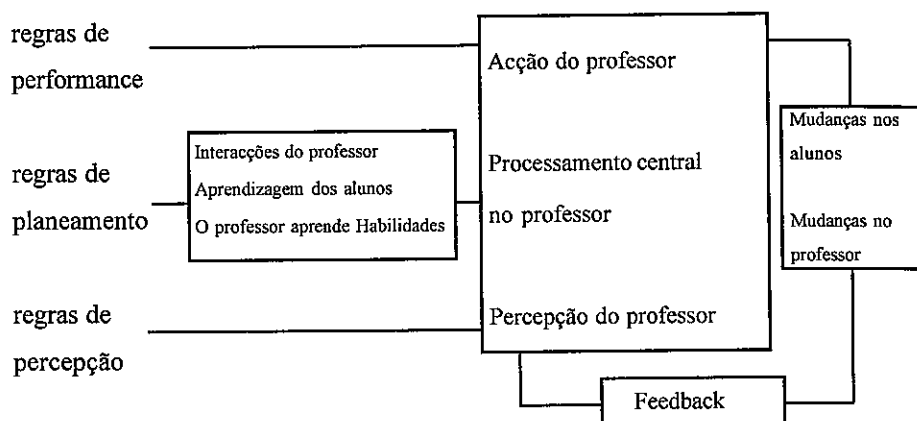 regras de
performance
regras de
planeamento
regras de
percepção
Interacções do professor
Aprendizagem dos alunos
O professor aprende Habilidades
Acção do professor
Processamento central
no professor
Percepção do professor
Mudanças nos
alunos
Mudanças no
professor
Feedback